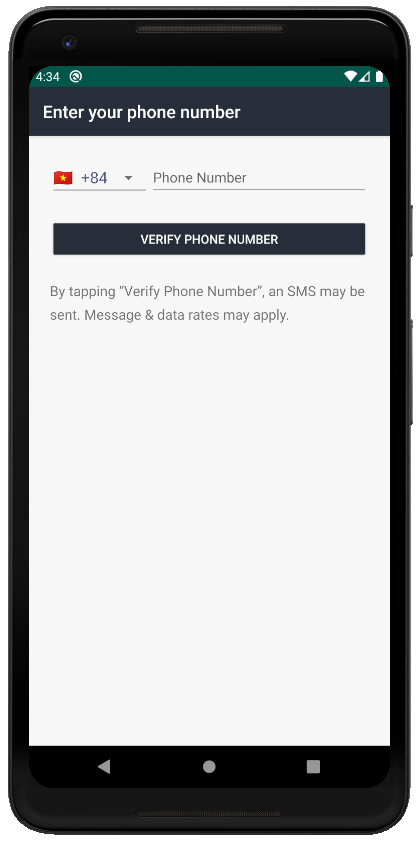 4:34
Enter your phone number
+84 Phone Number
VERIFY PHONE NUMBER
By tapping “Verify Phone Number”, an SMS may be
sent. Message & data rates may apply.